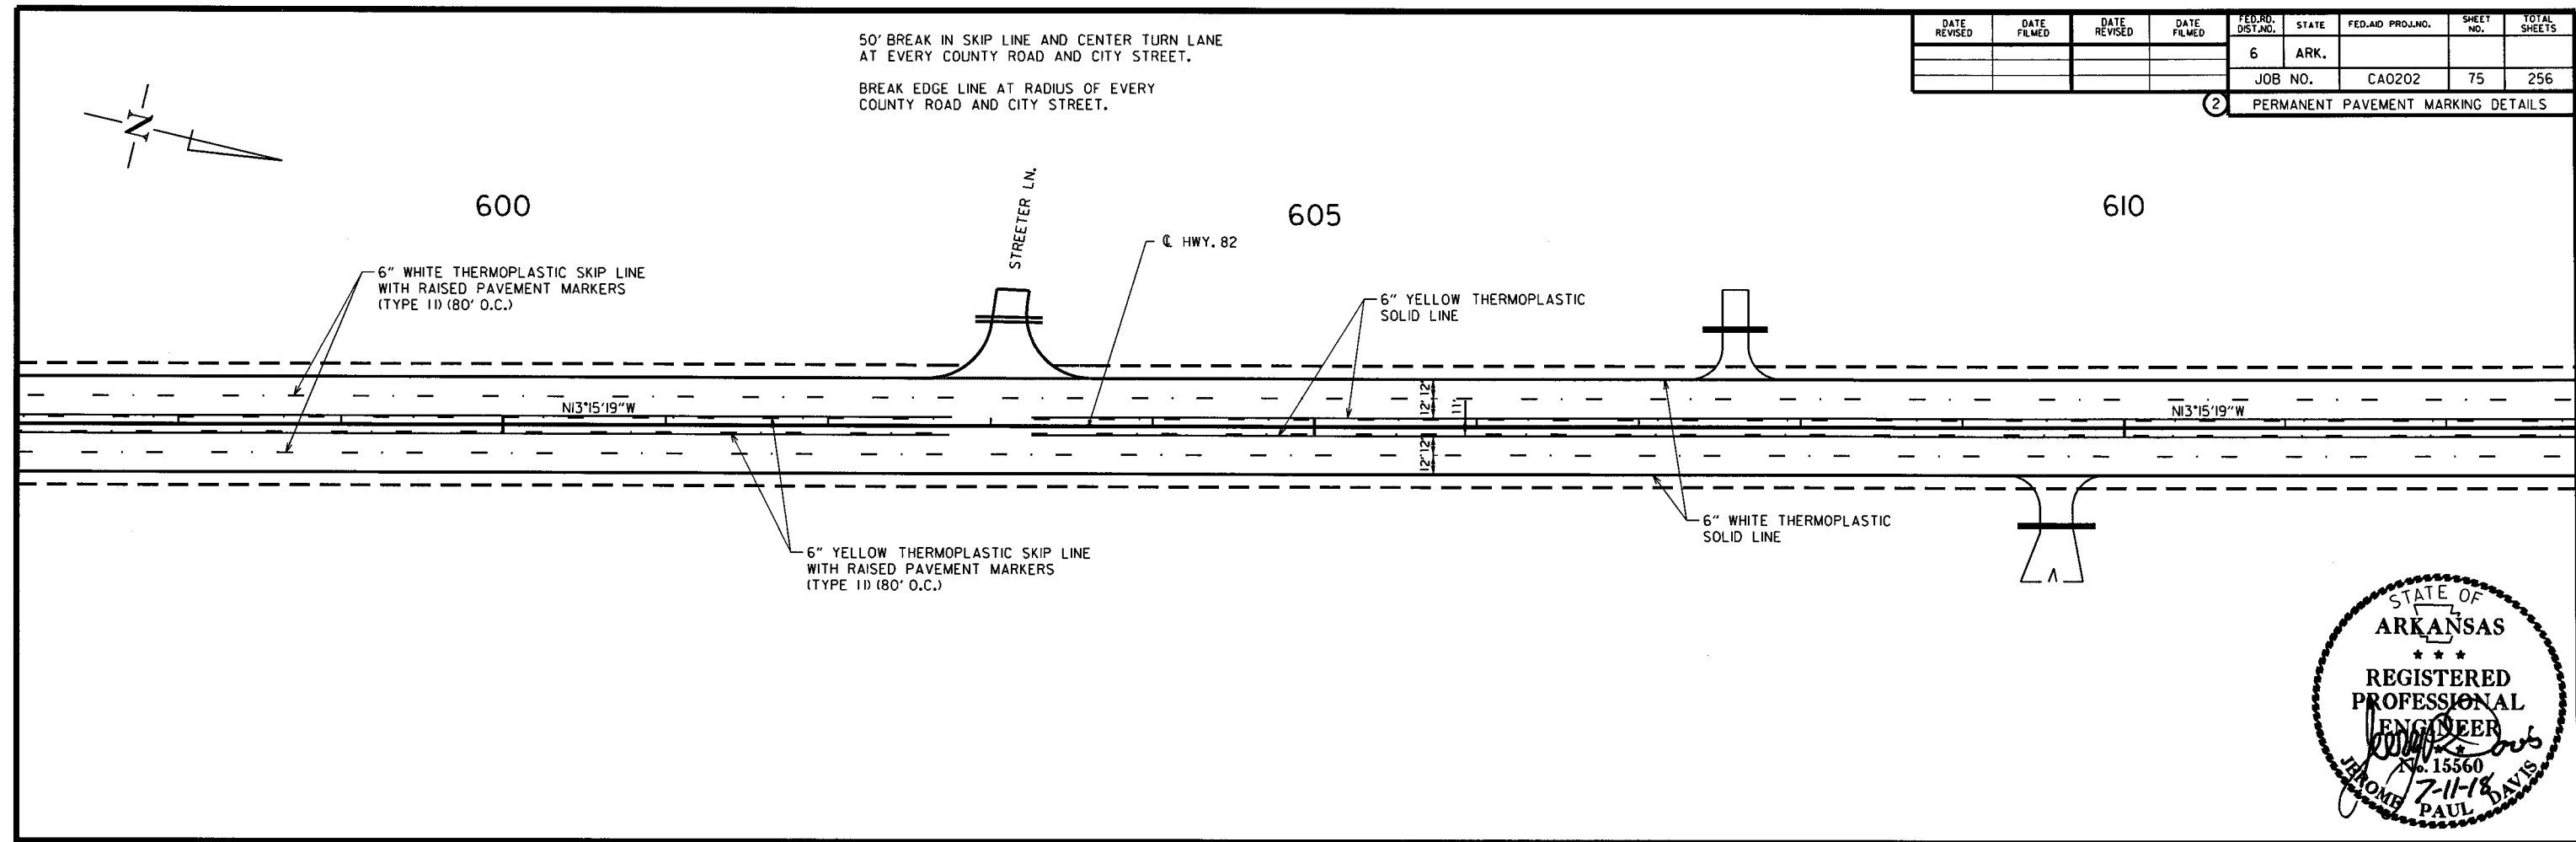 50' BREAK IN SKIP LINE AND CENTER TURN LANE
AT EVERY COUNTY ROAD AND CITY STREET.
BREAK EDGE LINE AT RADIUS OF EVERY
COUNTY ROAD AND CITY STREET.
DATE REVISED DATE FILMED DATE REVISED DATE FILMED FED.RD. DIST.NO. STATE FED.AID PROJ.NO. SHEET NO. TOTAL SHEETS
6 ARK.
JOB NO. CA0202 75 256
2 PERMANENT PAVEMENT MARKING DETAILS
N
600
STREETER LN.
605
610
℄ HWY. 82
6" WHITE THERMOPLASTIC SKIP LINE
WITH RAISED PAVEMENT MARKERS
(TYPE II) (80' O.C.)
6" YELLOW THERMOPLASTIC
SOLID LINE
N13°15'19"W
12' 12'
11'
N13°15'19"W
12' 12'
6" WHITE THERMOPLASTIC
SOLID LINE
6" YELLOW THERMOPLASTIC SKIP LINE
WITH RAISED PAVEMENT MARKERS
(TYPE II) (80' O.C.)
STATE OF
ARKANSAS
★ ★ ★
REGISTERED
PROFESSIONAL
ENGINEER
No. 15560
7-11-18
JEROME PAUL DAVIS